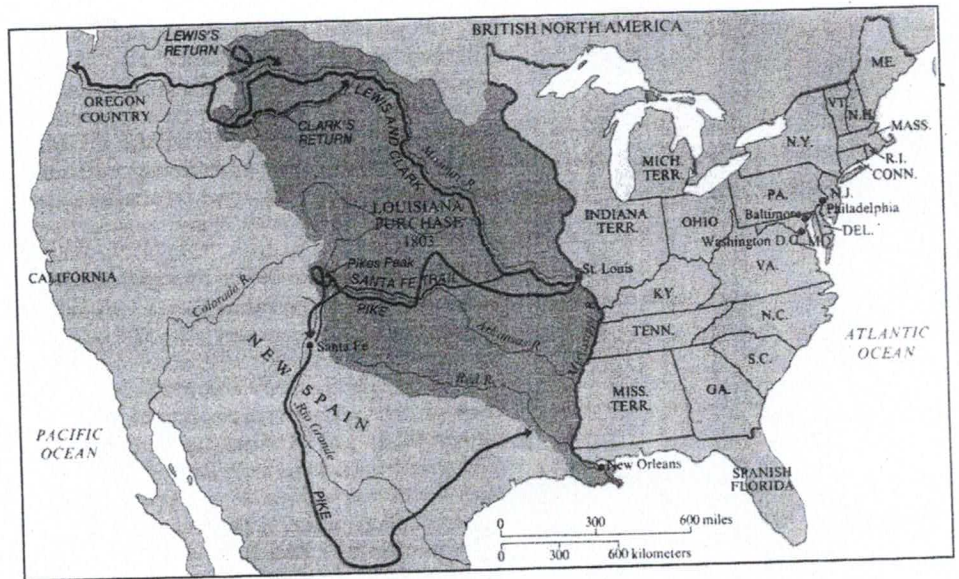 BRITISH NORTH AMERICA
LEWIS'S
RETURN
OREGON
COUNTRY
CLARK'S
RETURN
LEWIS AND CLARK
Missouri R.
LOUISIANA
PURCHASE
1803
ME.
VT.
N.H.
MASS.
N.Y.
R.I.
CONN.
MICH.
TERR.
PA.
N.J.
Philadelphia
Baltimore
DEL.
Washington D.C.
MD.
INDIANA
TERR.
OHIO
VA.
CALIFORNIA
Colorado R.
Pikes Peak
SANTA FE TRAIL
PIKE
St. Louis
KY.
N.C.
TENN.
Arkansas R.
Mississippi R.
Santa Fe
NEW SPAIN
Red R.
S.C.
MISS.
TERR.
GA.
ATLANTIC
OCEAN
PACIFIC
OCEAN
Rio Grande
PIKE
New Orleans
SPANISH
FLORIDA
0 300 600 miles
0 300 600 kilometers